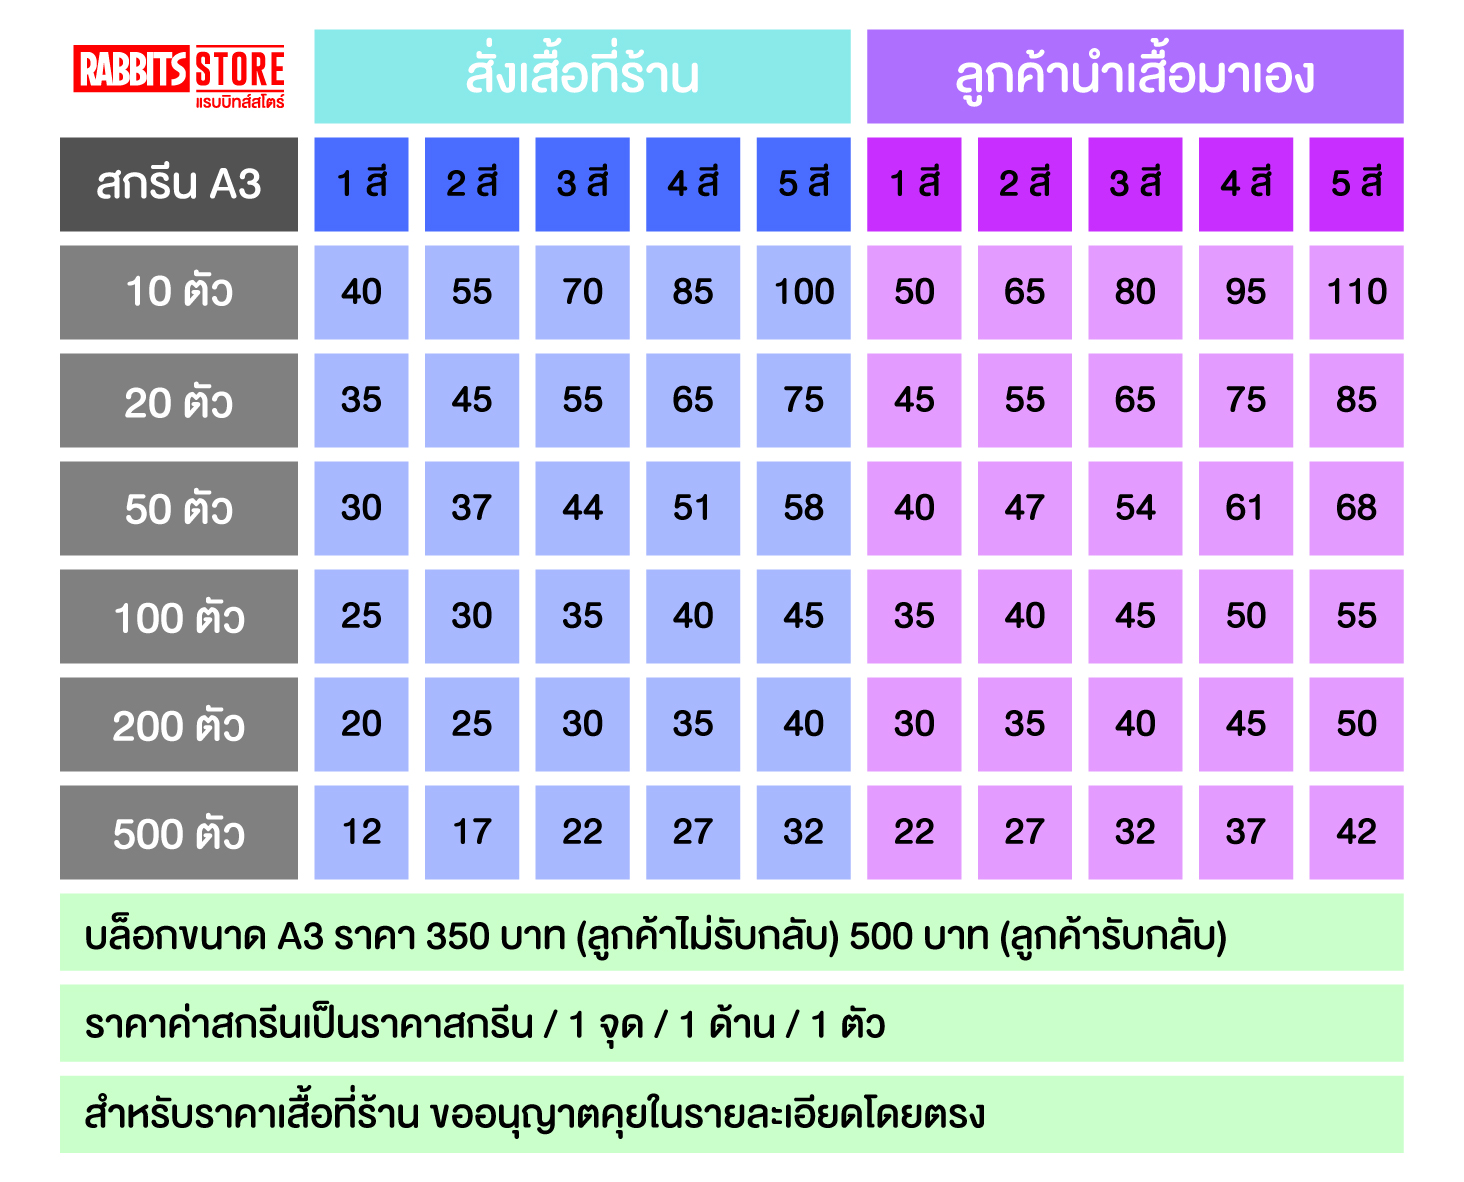 RABBITS STORE
แรบบิทส์สโตร์
สั่งเสื้อที่ร้าน ลูกค้านำเสื้อมาเอง
สกรีน A3 1 สี 2 สี 3 สี 4 สี 5 สี 1 สี 2 สี 3 สี 4 สี 5 สี
10 ตัว 40 55 70 85 100 50 65 80 95 110
20 ตัว 35 45 55 65 75 45 55 65 75 85
50 ตัว 30 37 44 51 58 40 47 54 61 68
100 ตัว 25 30 35 40 45 35 40 45 50 55
200 ตัว 20 25 30 35 40 30 35 40 45 50
500 ตัว 12 17 22 27 32 22 27 32 37 42
บล็อกขนาด A3 ราคา 350 บาท (ลูกค้าไม่รับกลับ) 500 บาท (ลูกค้ารับกลับ)
ราคาค่าสกรีนเป็นราคาสกรีน / 1 จุด / 1 ด้าน / 1 ตัว
สำหรับราคาเสื้อที่ร้าน ขออนุญาตคุยในรายละเอียดโดยตรง